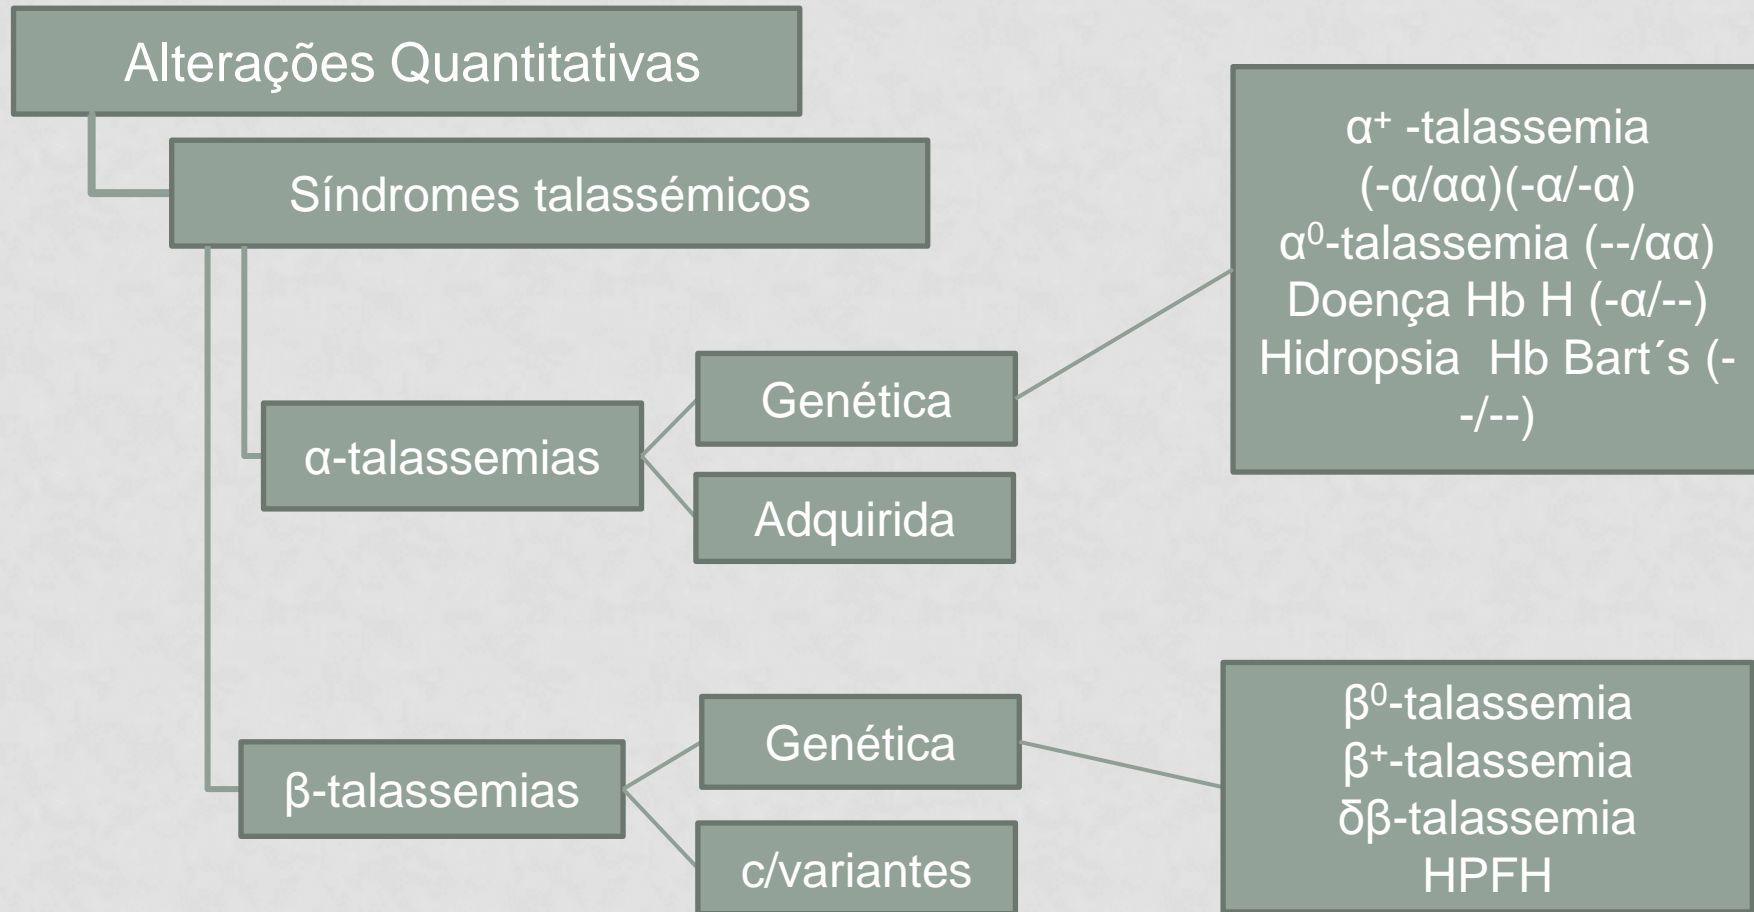 Alterações Quantitativas
Síndromes talassémicos
α-talassemias
Genética
Adquirida
α⁺ -talassemia
(-α/αα)(-α/-α)
α⁰-talassemia (--/αα)
Doença Hb H (-α/--)
Hidropsia  Hb Bart´s (-
-/--)
β-talassemias
Genética
c/variantes
β⁰-talassemia
β⁺-talassemia
δβ-talassemia
HPFH